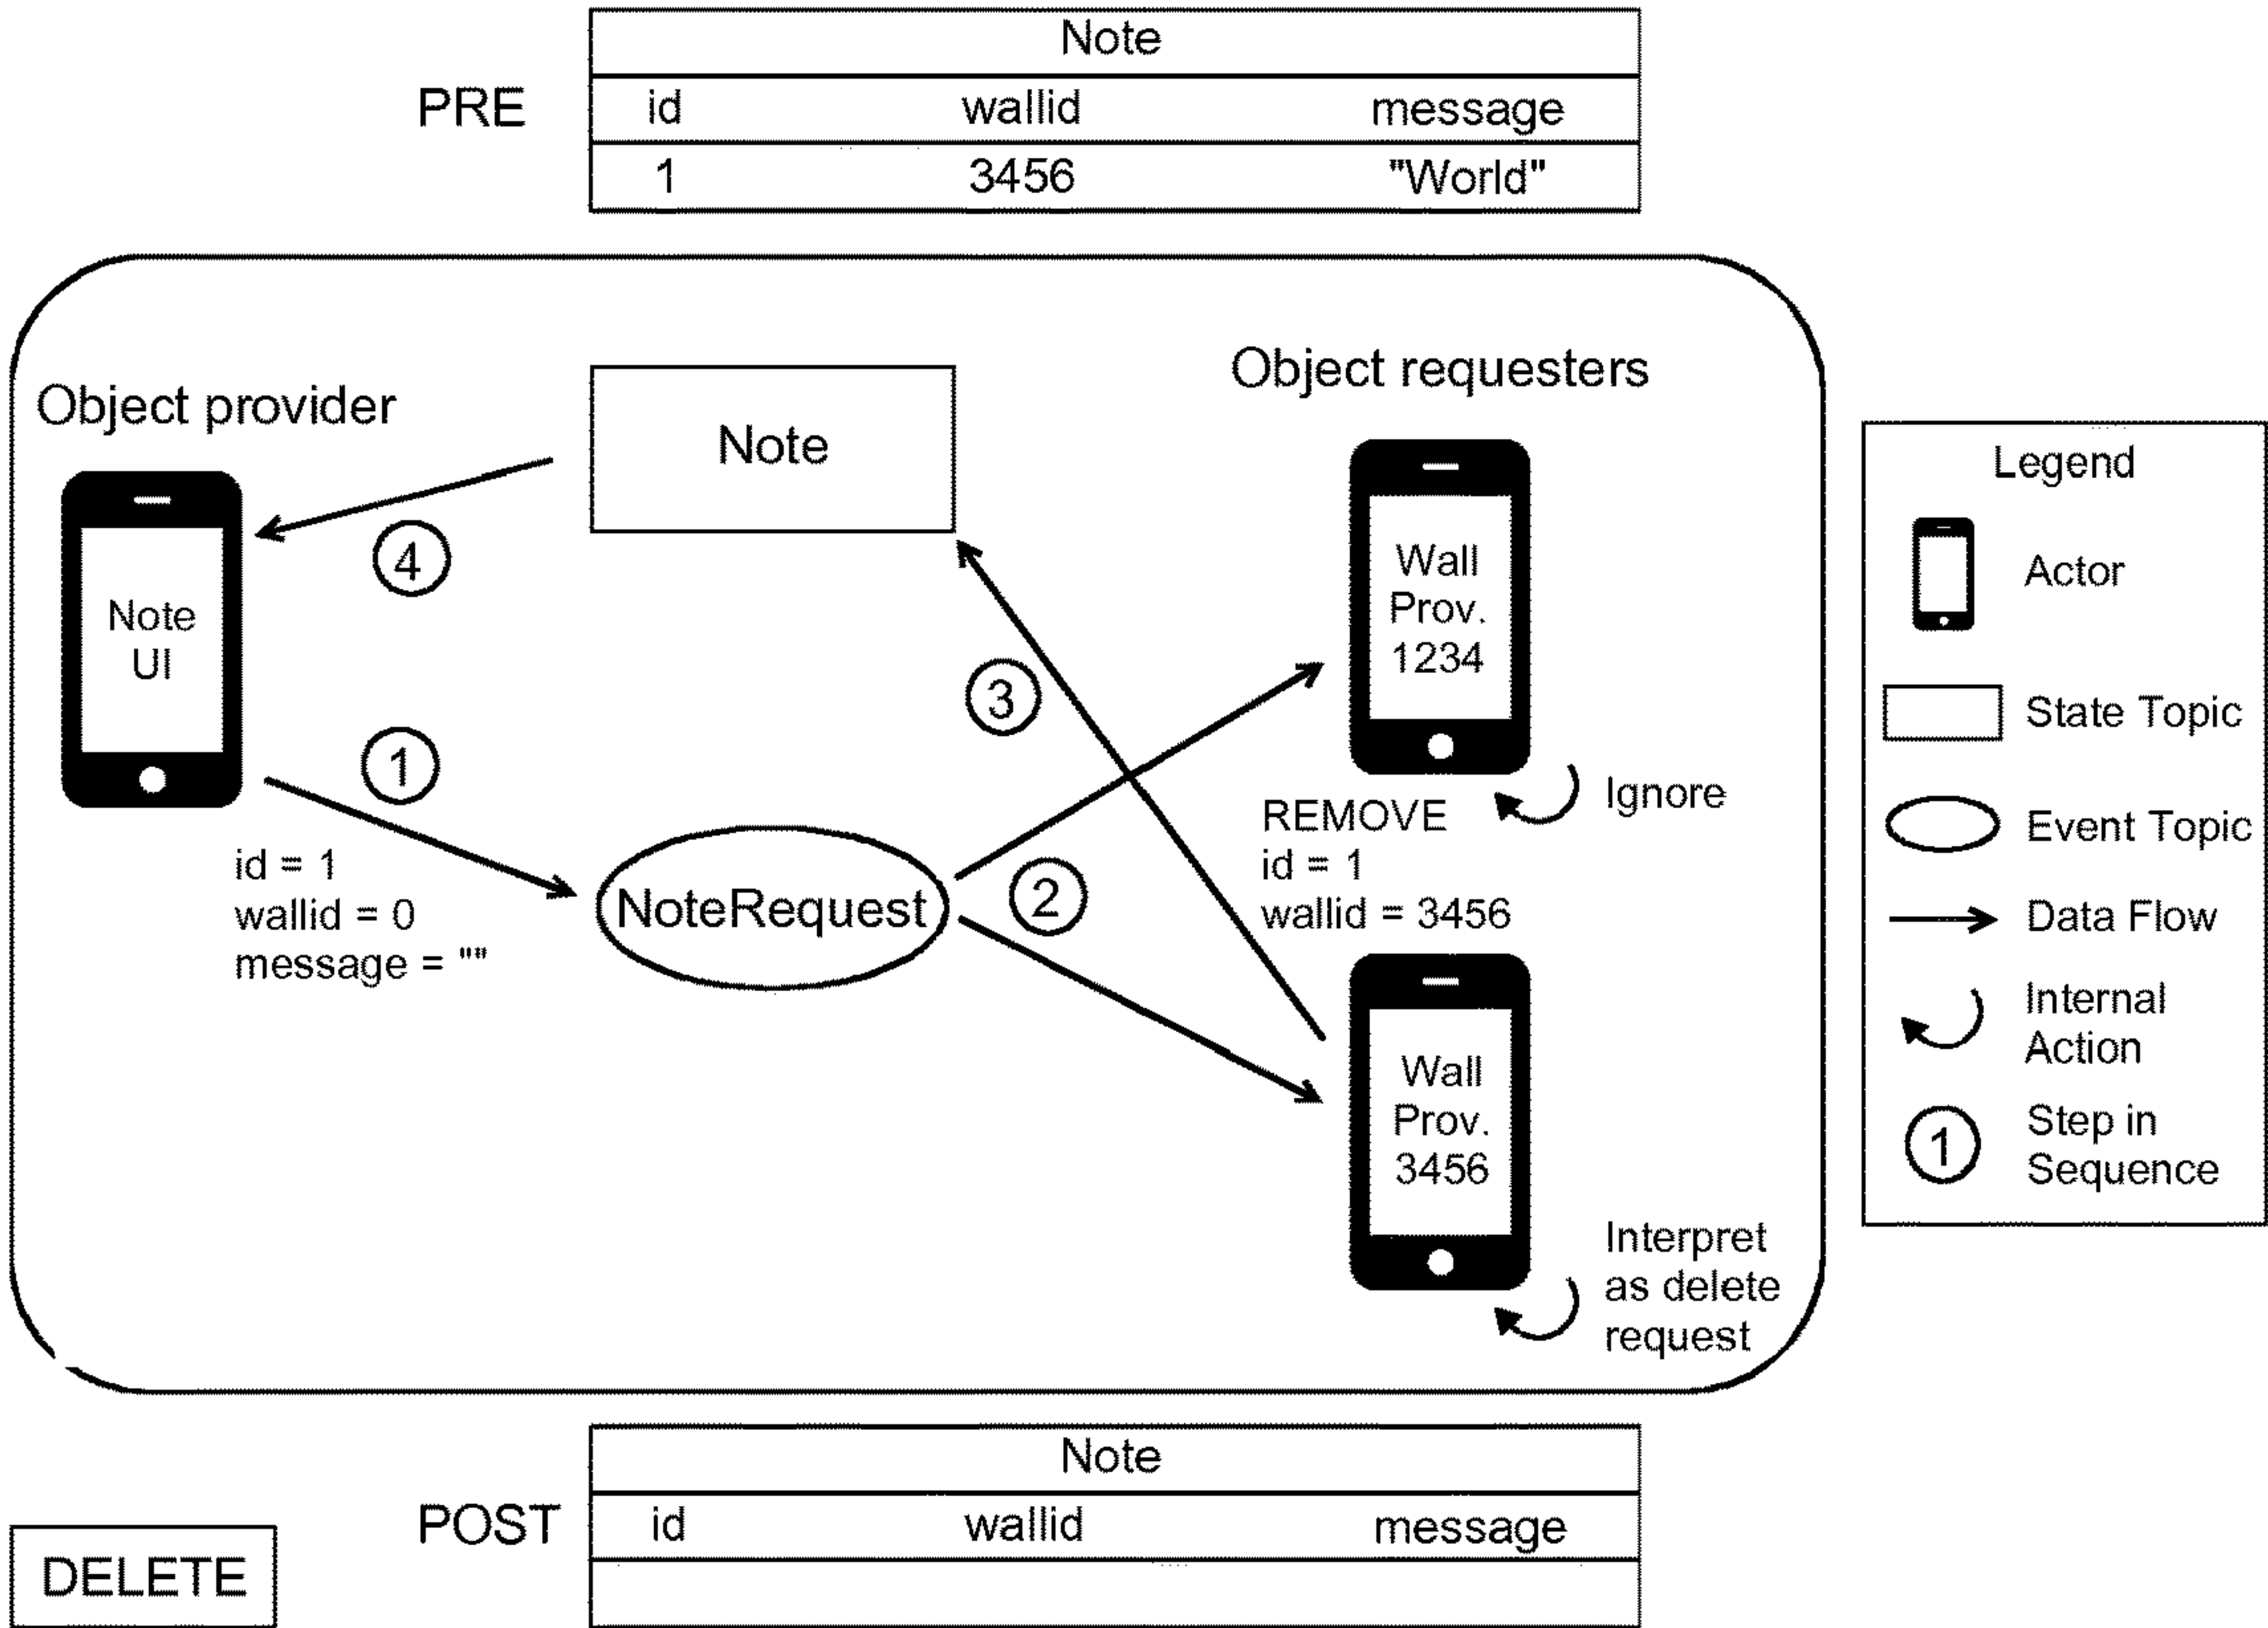 Note
PRE
id wallid message
1 3456 "World"
Object provider
Object requesters
Note
Note
UI
4
1
id = 1
wallid = 0
message = ""
NoteRequest
3
2
Wall
Prov.
1234
Ignore
REMOVE
id = 1
wallid = 3456
Wall
Prov.
3456
Interpret
as delete
request
Legend
Actor
State Topic
Event Topic
Data Flow
Internal
Action
1
Step in
Sequence
Note
POST
id wallid message
DELETE